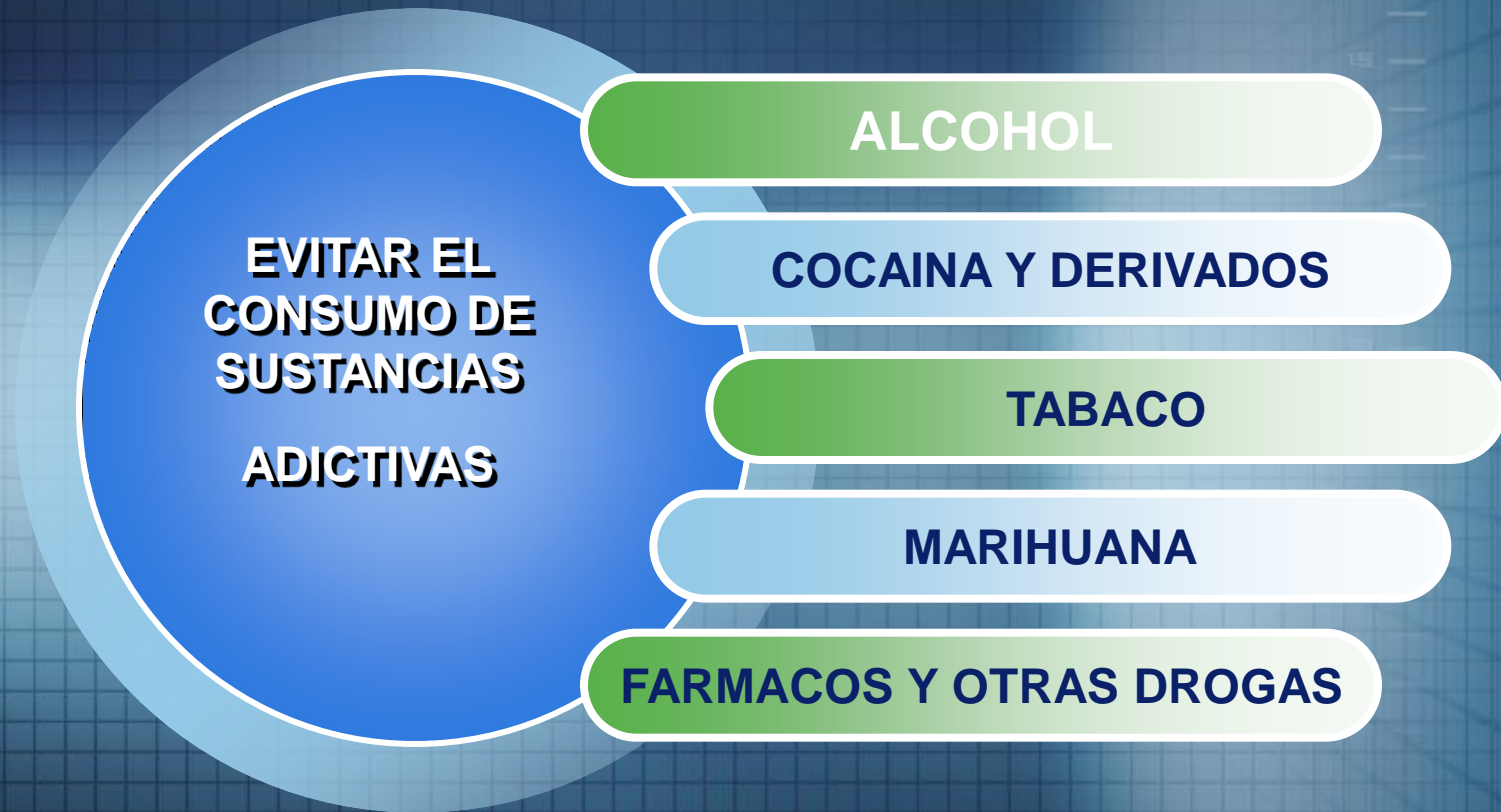 EVITAR EL
CONSUMO DE
SUSTANCIAS
ADICTIVAS
ALCOHOL
COCAINA Y DERIVADOS
TABACO
MARIHUANA
FARMACOS Y OTRAS DROGAS